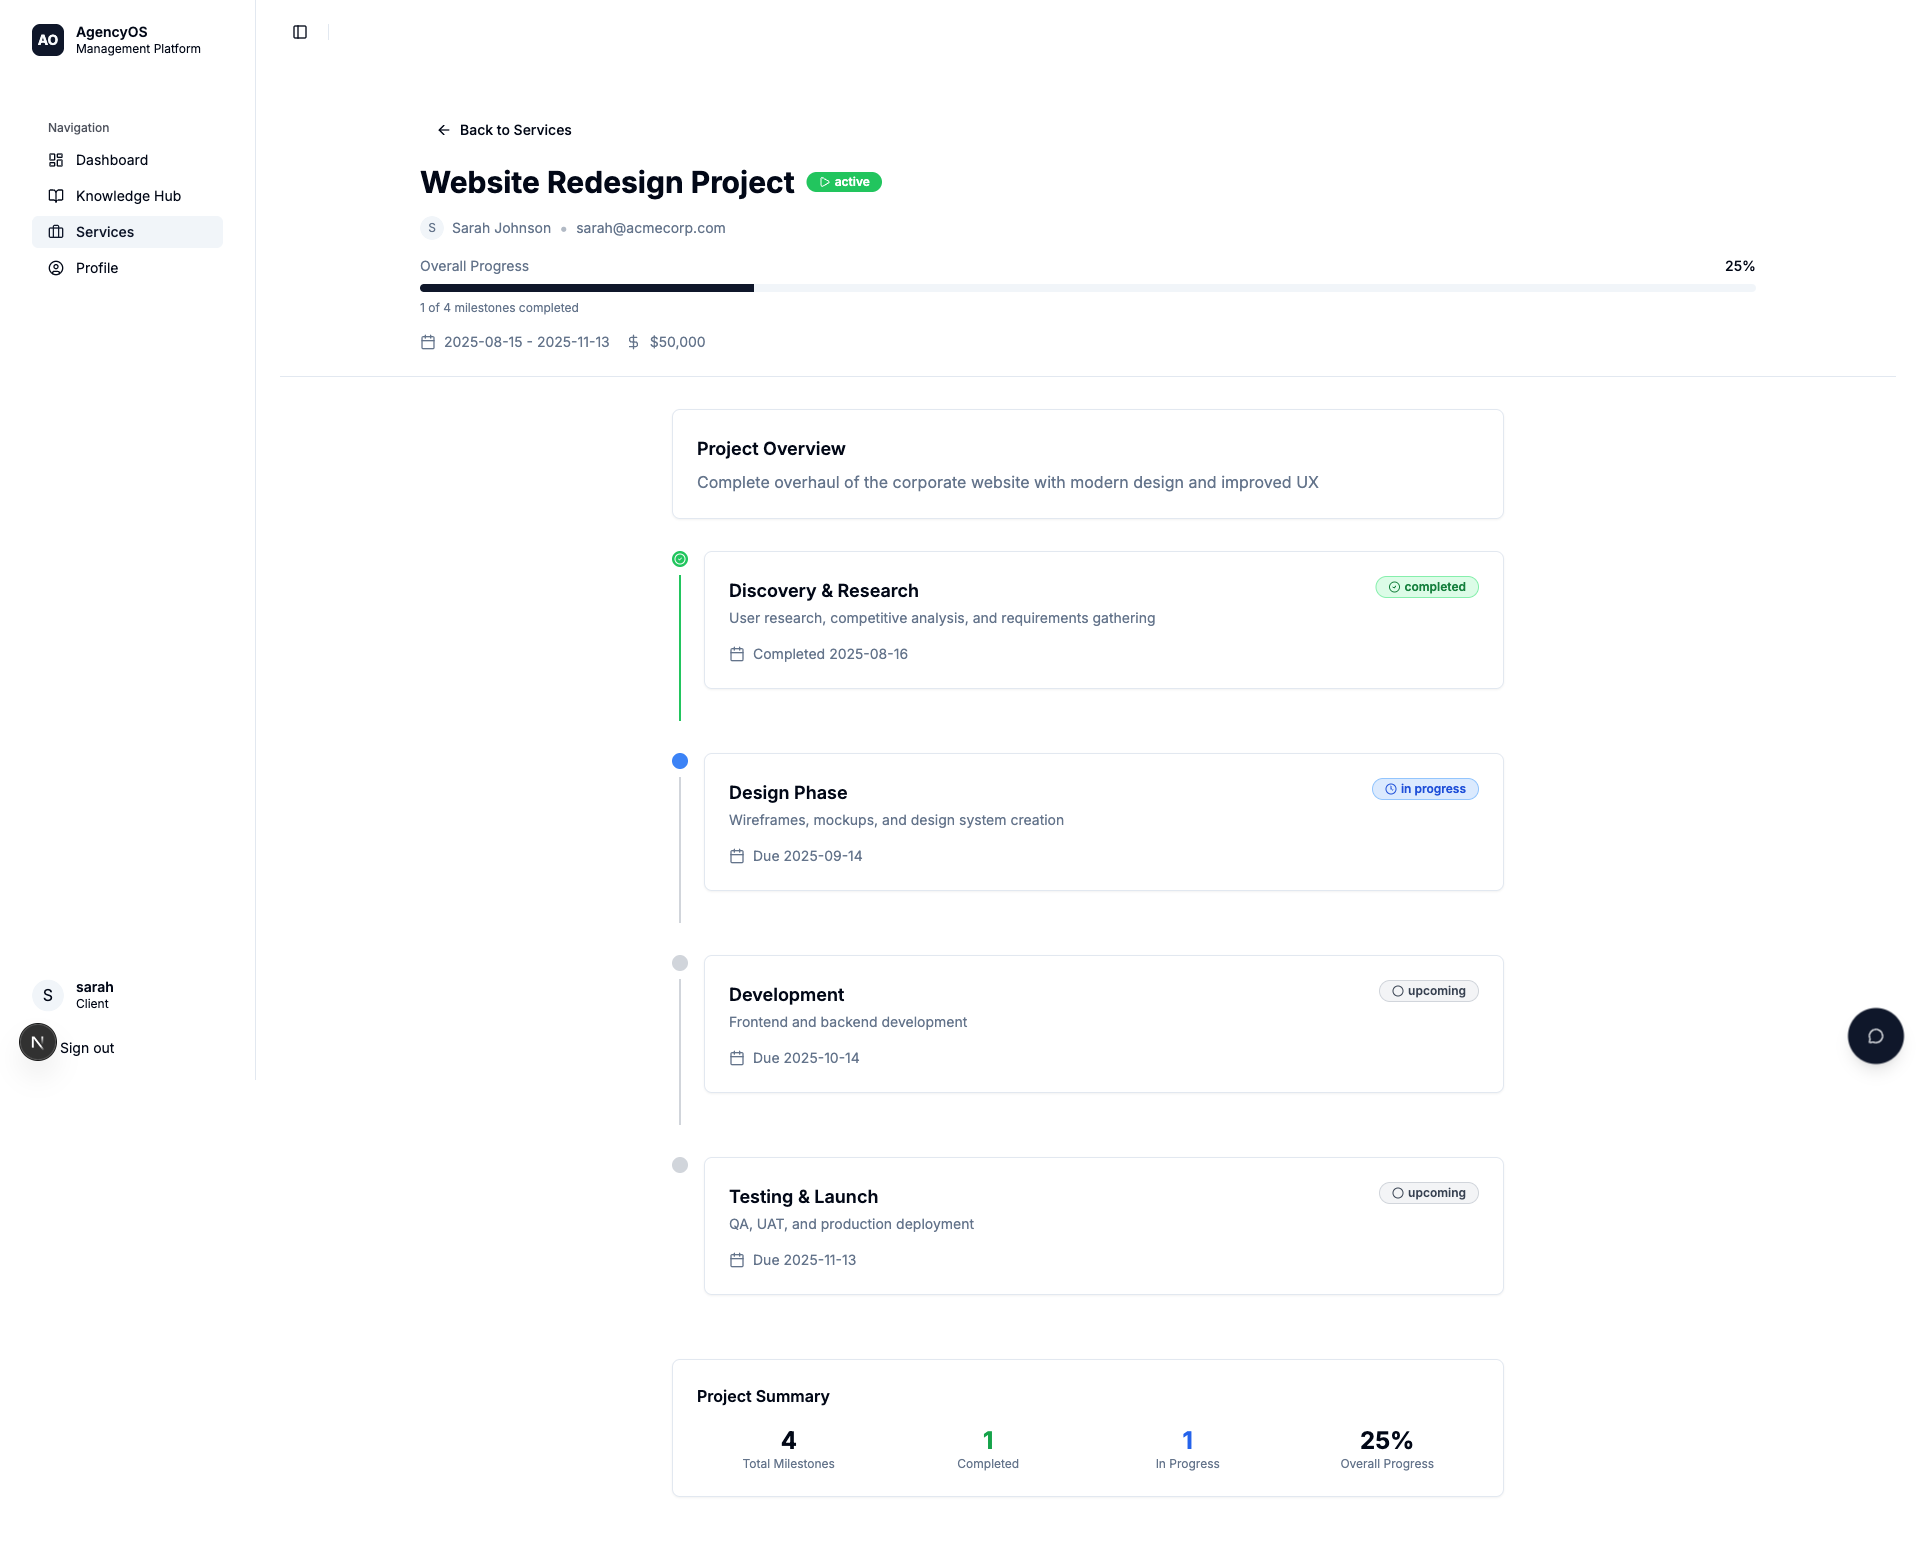 AO
AgencyOS
Management Platform
Navigation
Dashboard
Knowledge Hub
Services
Profile
sarah
S
Client
N
Sign out
Back to Services
Website Redesign Project
active
S
Sarah Johnson • sarah@acmecorp.com
Overall Progress
25%
1 of 4 milestones completed
2025-08-15 - 2025-11-13
$50,000
Project Overview
Complete overhaul of the corporate website with modern design and improved UX
Discovery & Research
completed
User research, competitive analysis, and requirements gathering
Completed 2025-08-16
Design Phase
in progress
Wireframes, mockups, and design system creation
Due 2025-09-14
Development
upcoming
Frontend and backend development
Due 2025-10-14
Testing & Launch
upcoming
QA, UAT, and production deployment
Due 2025-11-13
Project Summary
4
Total Milestones
1
Completed
1
In Progress
25%
Overall Progress